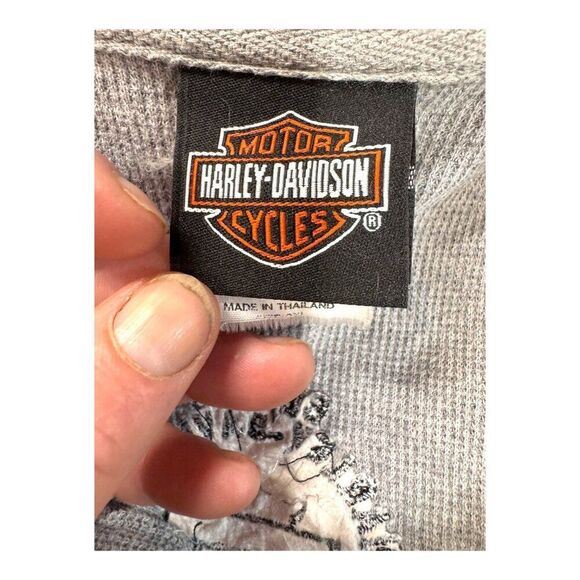 MOTOR
HARLEY-DAVIDSON
CYCLES ®
MADE IN THAILAND